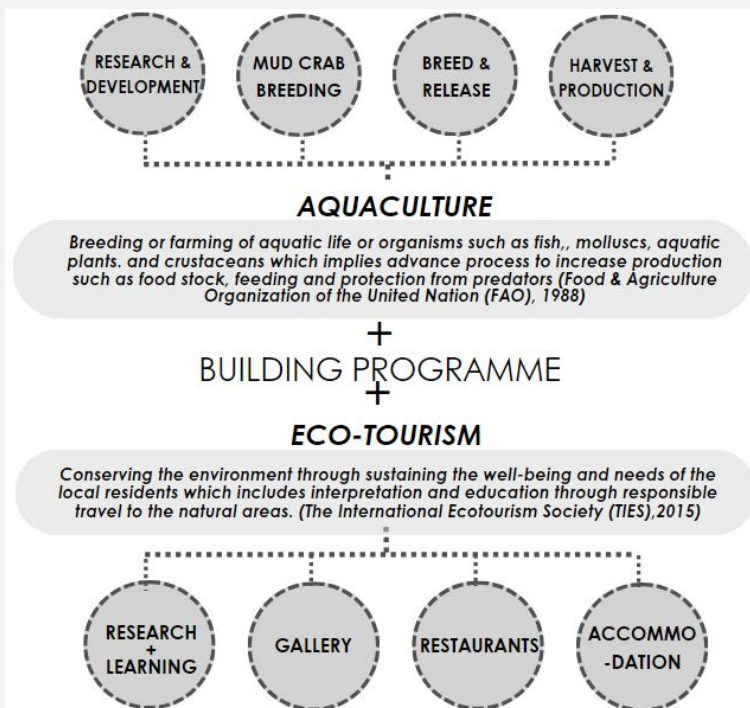 RESEARCH &
DEVELOPMENT
MUD CRAB
BREEDING
BREED &
RELEASE
HARVEST &
PRODUCTION
AQUACULTURE
Breeding or farming of aquatic life or organisms such as fish,, molluscs, aquatic
plants. and crustaceans which implies advance process to increase production
such as food stock, feeding and protection from predators (Food & Agriculture
Organization of the United Nation (FAO), 1988)
+
BUILDING PROGRAMME
+
ECO-TOURISM
Conserving the environment through sustaining the well-being and needs of the
local residents which includes interpretation and education through responsible
travel to the natural areas. (The International Ecotourism Society (TIES),2015)
RESEARCH
+
LEARNING
GALLERY
RESTAURANTS
ACCOMMO
-DATION